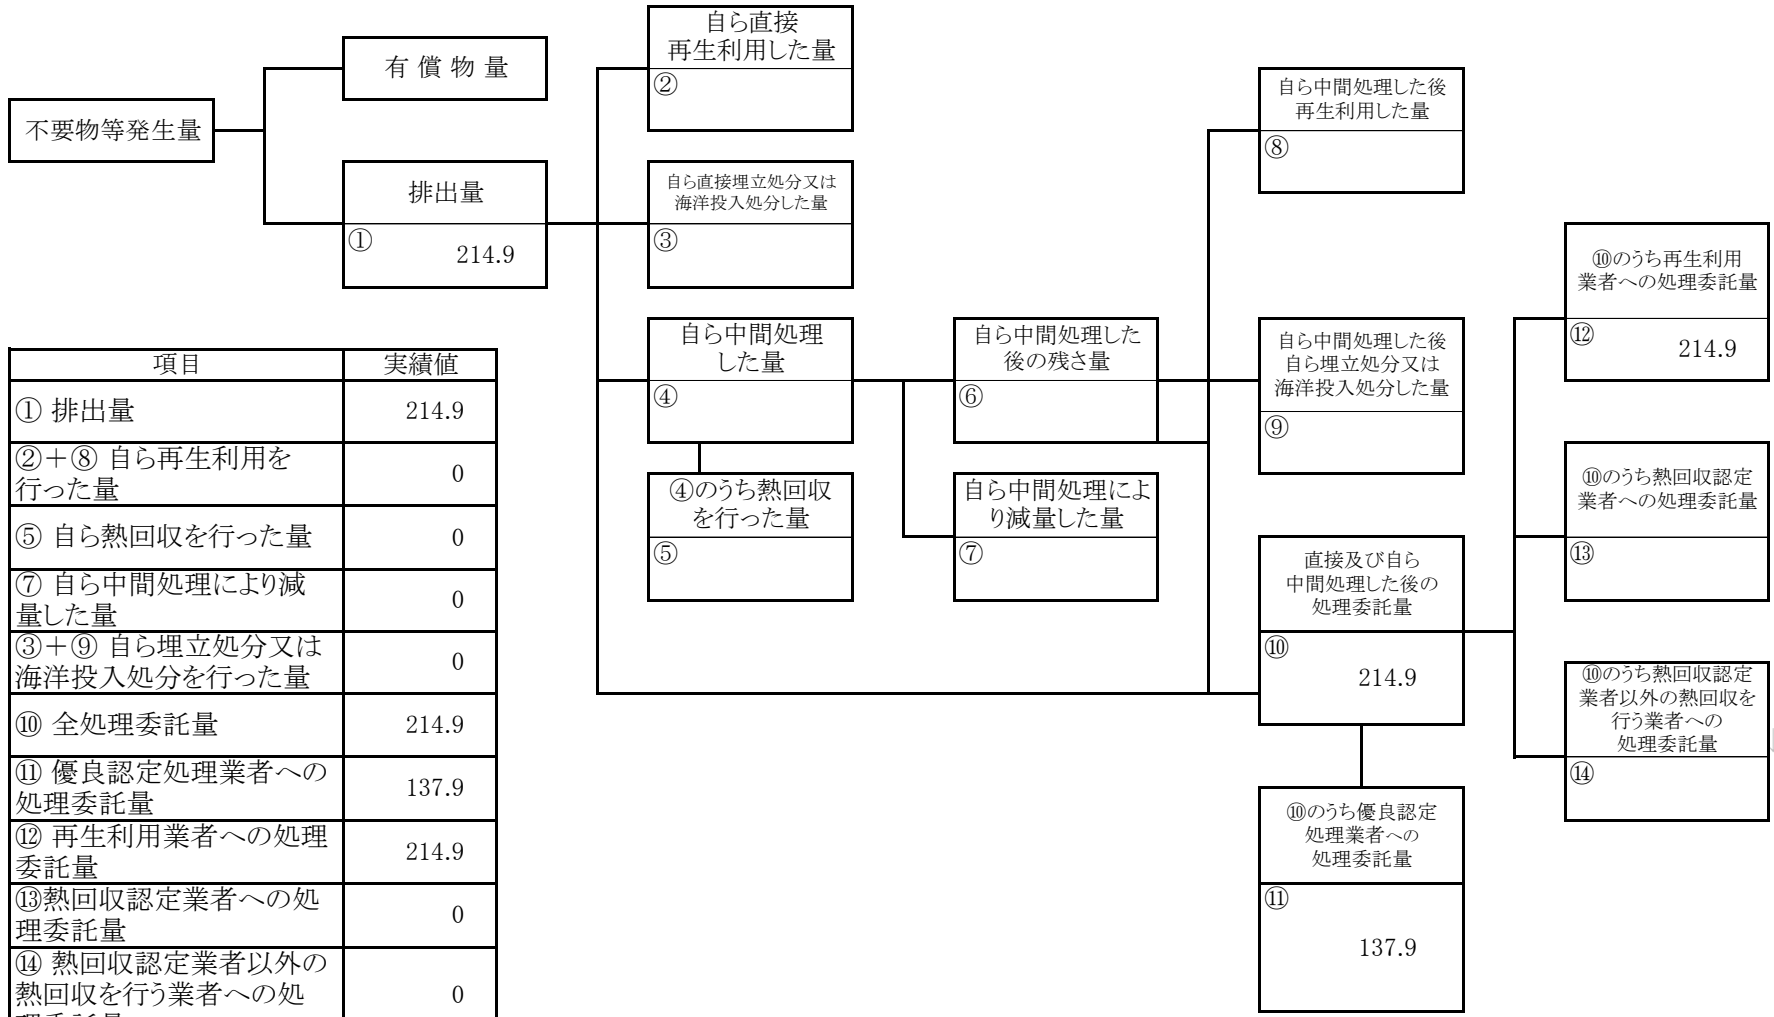 自ら直接
再生利用した量
②
有償物量
不要物等発生量
排出量
①
214.9
自ら直接埋立処分又は
海洋投入処分した量
③
自ら中間処理した後
再生利用した量
⑧
自ら中間処理
した量
④
自ら中間処理した
後の残さ量
⑥
自ら中間処理した後
自ら埋立処分又は
海洋投入処分した量
⑨
④のうち熱回収
を行った量
⑤
自ら中間処理によ
り減量した量
⑦
直接及び自ら
中間処理した後の
処理委託量
⑩
214.9
⑩のうち優良認定
処理業者への
処理委託量
⑪
137.9
⑩のうち再生利用
業者への処理委託量
⑫
214.9
⑩のうち熱回収認定
業者への処理委託量
⑬
⑩のうち熱回収認定
業者以外の熱回収を
行う業者への
処理委託量
⑭
項目 実績値
① 排出量 214.9
②+⑧ 自ら再生利用を
行った量 0
⑤ 自ら熱回収を行った量 0
⑦ 自ら中間処理により減
量した量 0
③+⑨ 自ら埋立処分又は
海洋投入処分を行った量 0
⑩ 全処理委託量 214.9
⑪ 優良認定処理業者への
処理委託量 137.9
⑫ 再生利用業者への処理
委託量 214.9
⑬熱回収認定業者への処
理委託量 0
⑭ 熱回収認定業者以外の
熱回収を行う業者への処 0